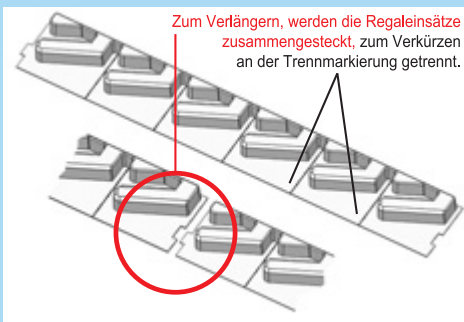 Zum Verlängern, werden die Regaleinsätze
zusammengesteckt, zum Verkürzen
an der Trennmarkierung getrennt.